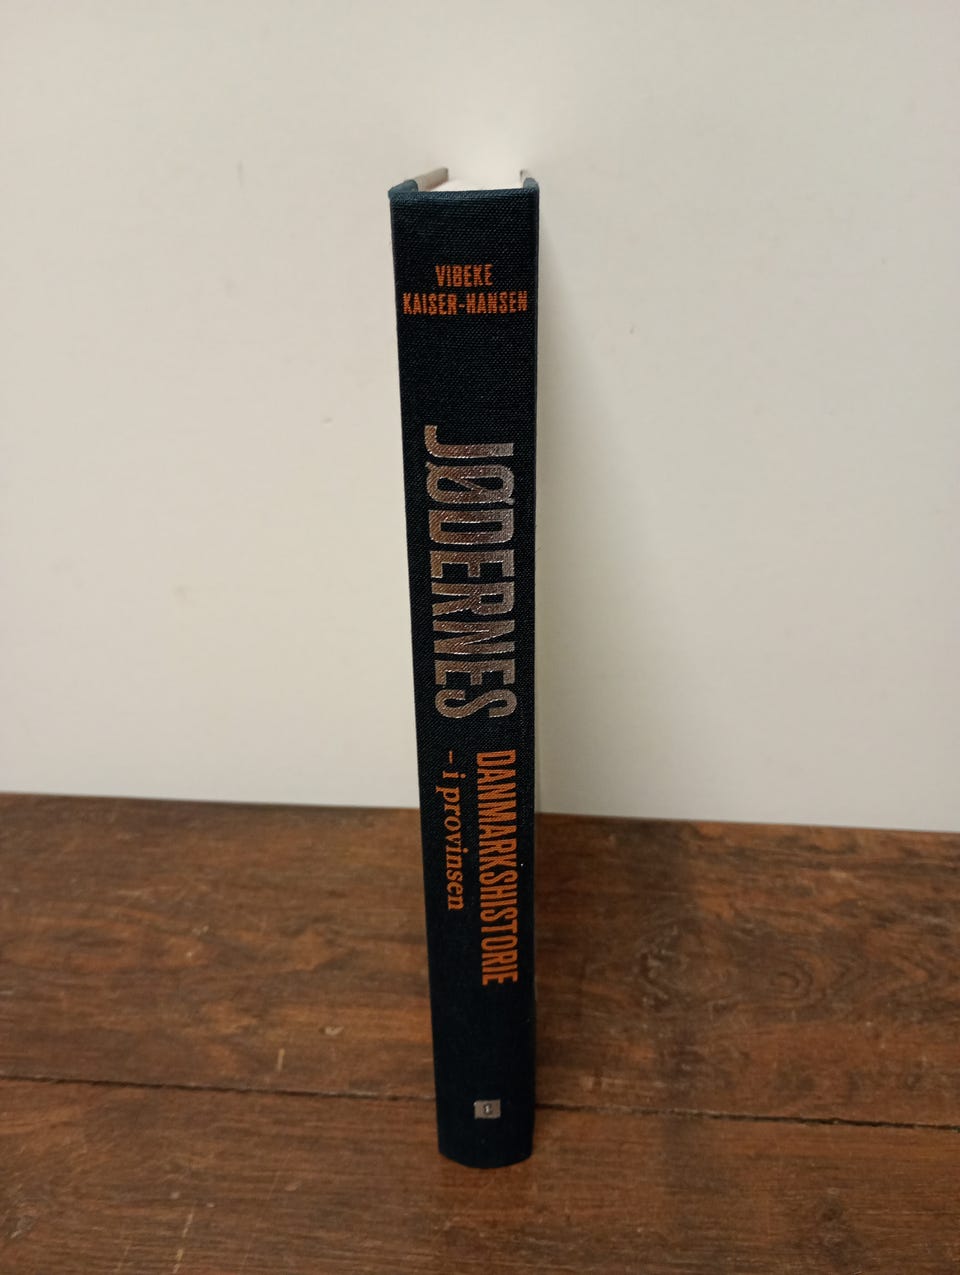 VIBEKE
KAISER-HANSEN
JØDERNES
DANMARKSHISTORIE
– i provinsen